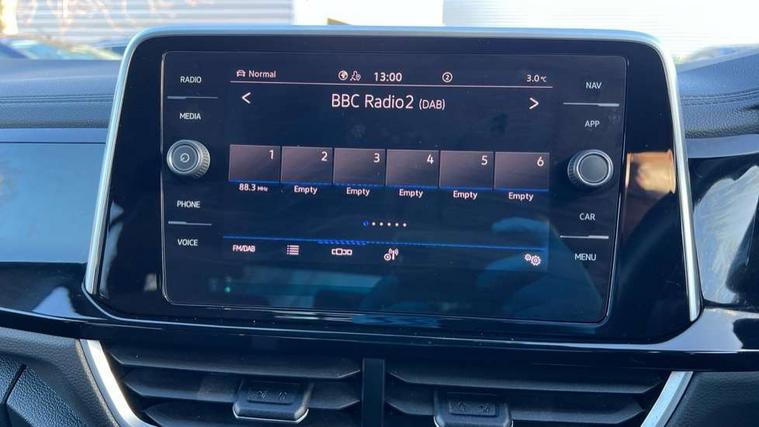 RADIO
MEDIA
PHONE
VOICE
Normal 13:00 2 3.0°C
< BBC Radio2 (DAB) >
1 2 3 4 5 6
88.3 MHz Empty Empty Empty Empty Empty
FM/DAB
NAV
APP
CAR
MENU